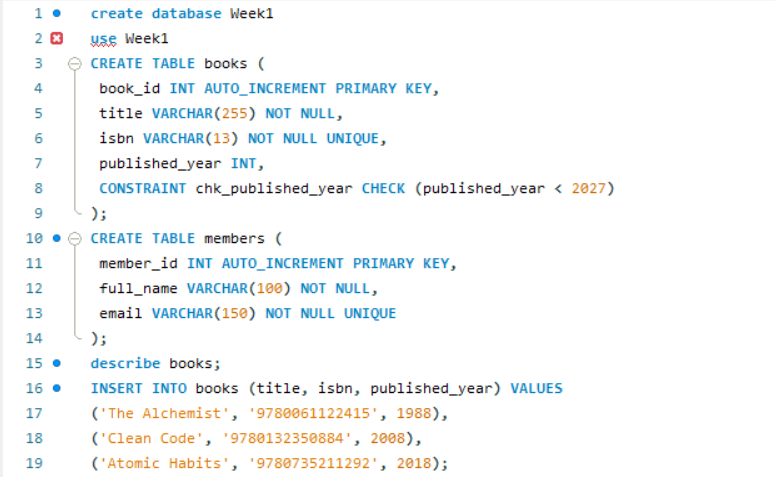 1 create database Week1
2 use Week1
3 CREATE TABLE books (
4 book_id INT AUTO_INCREMENT PRIMARY KEY,
5 title VARCHAR(255) NOT NULL,
6 isbn VARCHAR(13) NOT NULL UNIQUE,
7 published_year INT,
8 CONSTRAINT chk_published_year CHECK (published_year < 2027)
9 );
10 CREATE TABLE members (
11 member_id INT AUTO_INCREMENT PRIMARY KEY,
12 full_name VARCHAR(100) NOT NULL,
13 email VARCHAR(150) NOT NULL UNIQUE
14 );
15 describe books;
16 INSERT INTO books (title, isbn, published_year) VALUES
17 ('The Alchemist', '9780061122415', 1988),
18 ('Clean Code', '9780132350884', 2008),
19 ('Atomic Habits', '9780735211292', 2018);